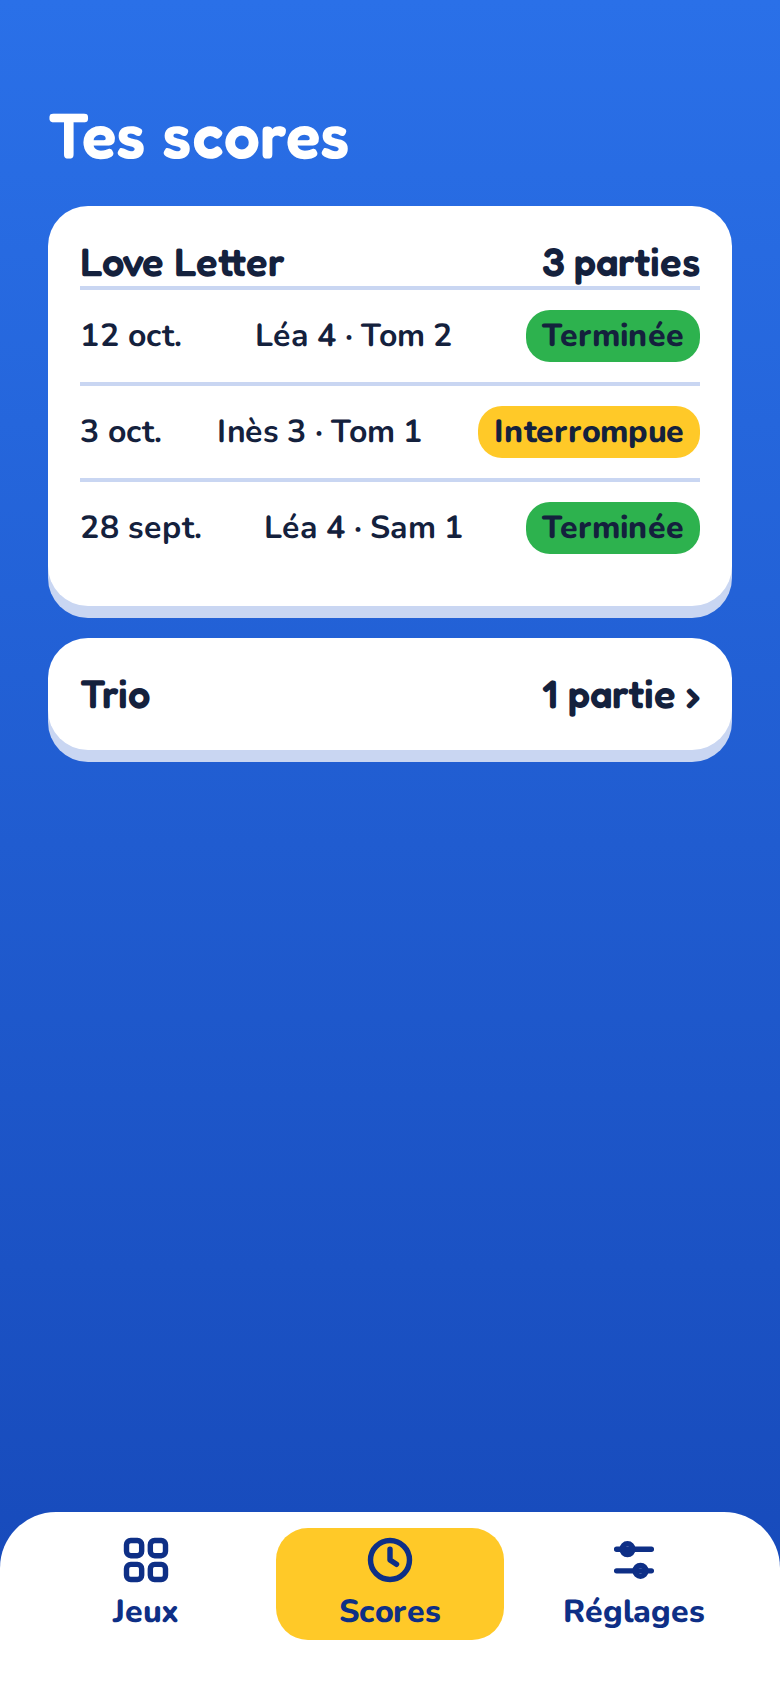 Tes scores
Love Letter 3 parties
12 oct. Léa 4 · Tom 2 Terminée
3 oct. Inès 3 · Tom 1 Interrompue
28 sept. Léa 4 · Sam 1 Terminée
Trio 1 partie ›
Jeux Scores Réglages